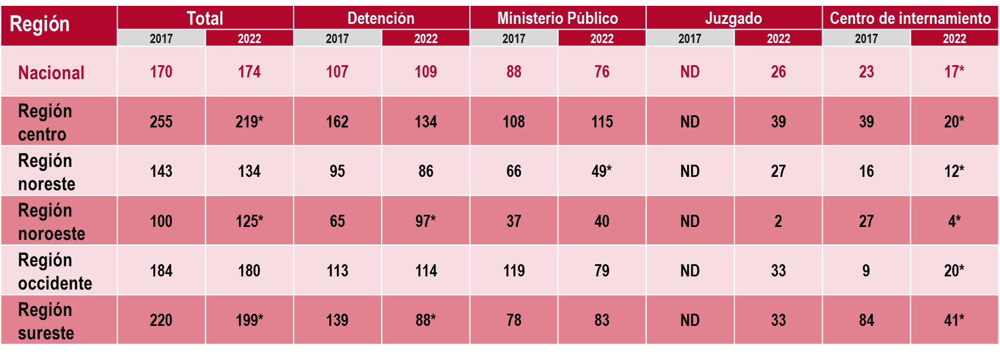 Región Total Detención Ministerio Público Juzgado Centro de internamiento
2017 2022 2017 2022 2017 2022 2017 2022 2017 2022
Nacional 170 174 107 109 88 76 ND 26 23 17*
Región
centro 255 219* 162 134 108 115 ND 39 39 20*
Región
noreste 143 134 95 86 66 49* ND 27 16 12*
Región
noroeste 100 125* 65 97* 37 40 ND 2 27 4*
Región
occidente 184 180 113 114 119 79 ND 33 9 20*
Región
sureste 220 199* 139 88* 78 83 ND 33 84 41*